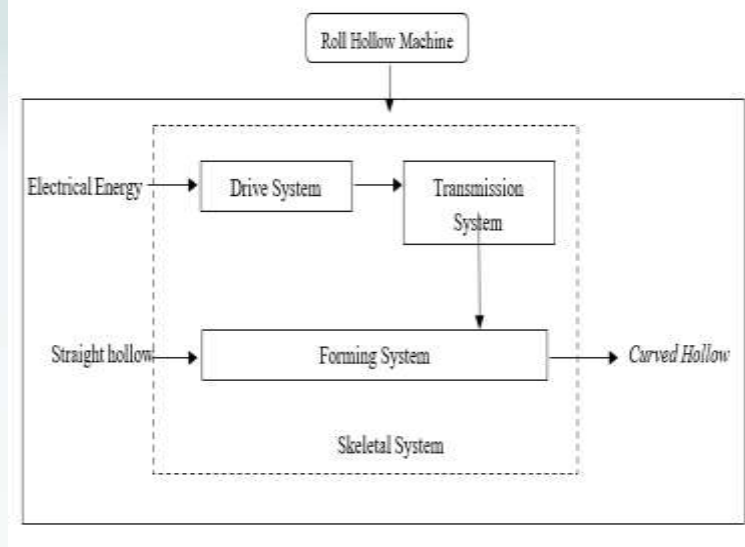 Roll Hollow Machine
Electrical Energy
Drive System
Transmission
System
Straight hollow
Forming System
Curved Hollow
Skeletal System